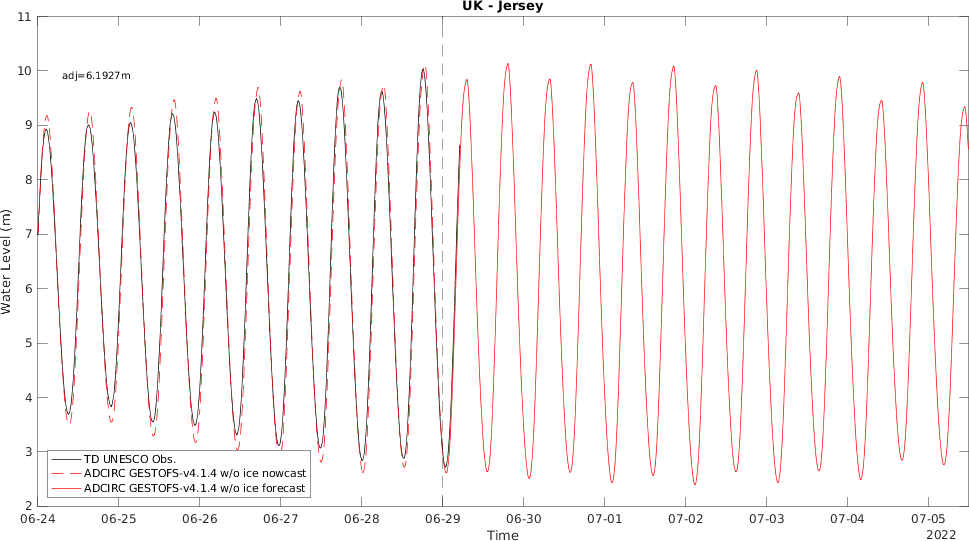 UK - Jersey
11
10
9
8
7
6
5
4
3
2
Water Level (m)
adj=6.1927m
TD UNESCO Obs.
ADCIRC GESTOFS-v4.1.4 w/o ice nowcast
ADCIRC GESTOFS-v4.1.4 w/o ice forecast
06-24 06-25 06-26 06-27 06-28 06-29 06-30 07-01 07-02 07-03 07-04 07-05
Time
2022